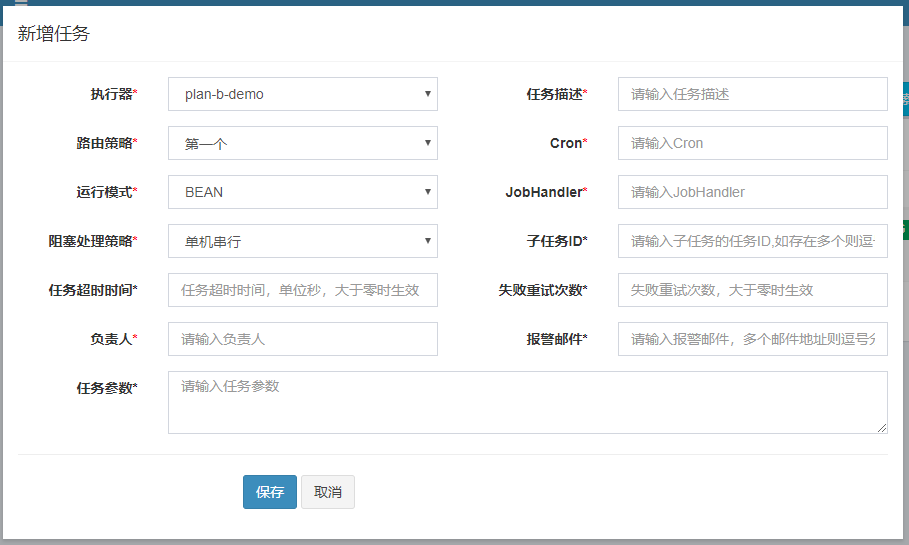 新增任务
执行器* plan-b-demo 任务描述* 请输入任务描述
路由策略* 第一个 Cron* 请输入Cron
运行模式* BEAN JobHandler* 请输入JobHandler
阻塞处理策略* 单机串行 子任务ID* 请输入子任务的任务ID,如存在多个则逗
任务超时时间* 任务超时时间，单位秒，大于零时生效 失败重试次数* 失败重试次数，大于零时生效
负责人* 请输入负责人 报警邮件* 请输入报警邮件，多个邮件地址则逗号分
任务参数* 请输入任务参数
保存 取消